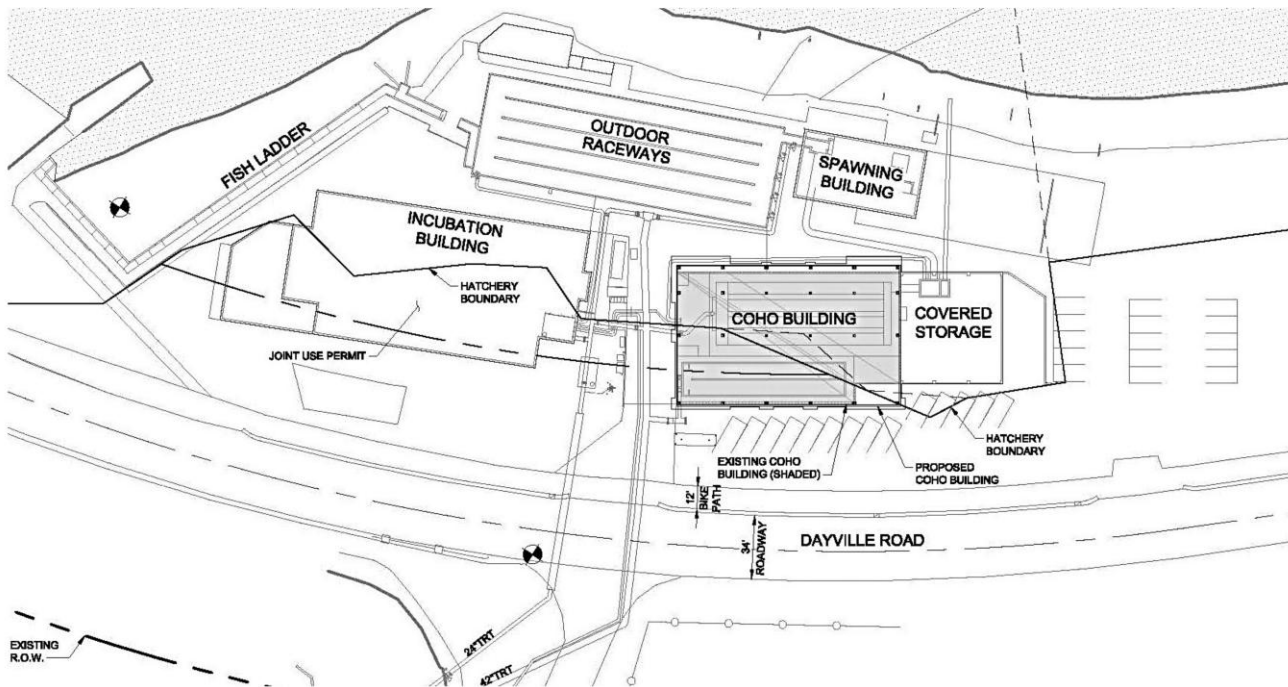 FISH LADDER
OUTDOOR
RACEWAYS
SPAWNING
BUILDING
INCUBATION
BUILDING
HATCHERY
BOUNDARY
COHO BUILDING
COVERED
STORAGE
JOINT USE PERMIT
HATCHERY
BOUNDARY
EXISTING COHO
BUILDING (SHADED)
PROPOSED
COHO BUILDING
12'
BIKE
PATH
34'
ROADWAY
DAYVILLE ROAD
EXISTING
R.O.W.
24"TRT
42"TRT